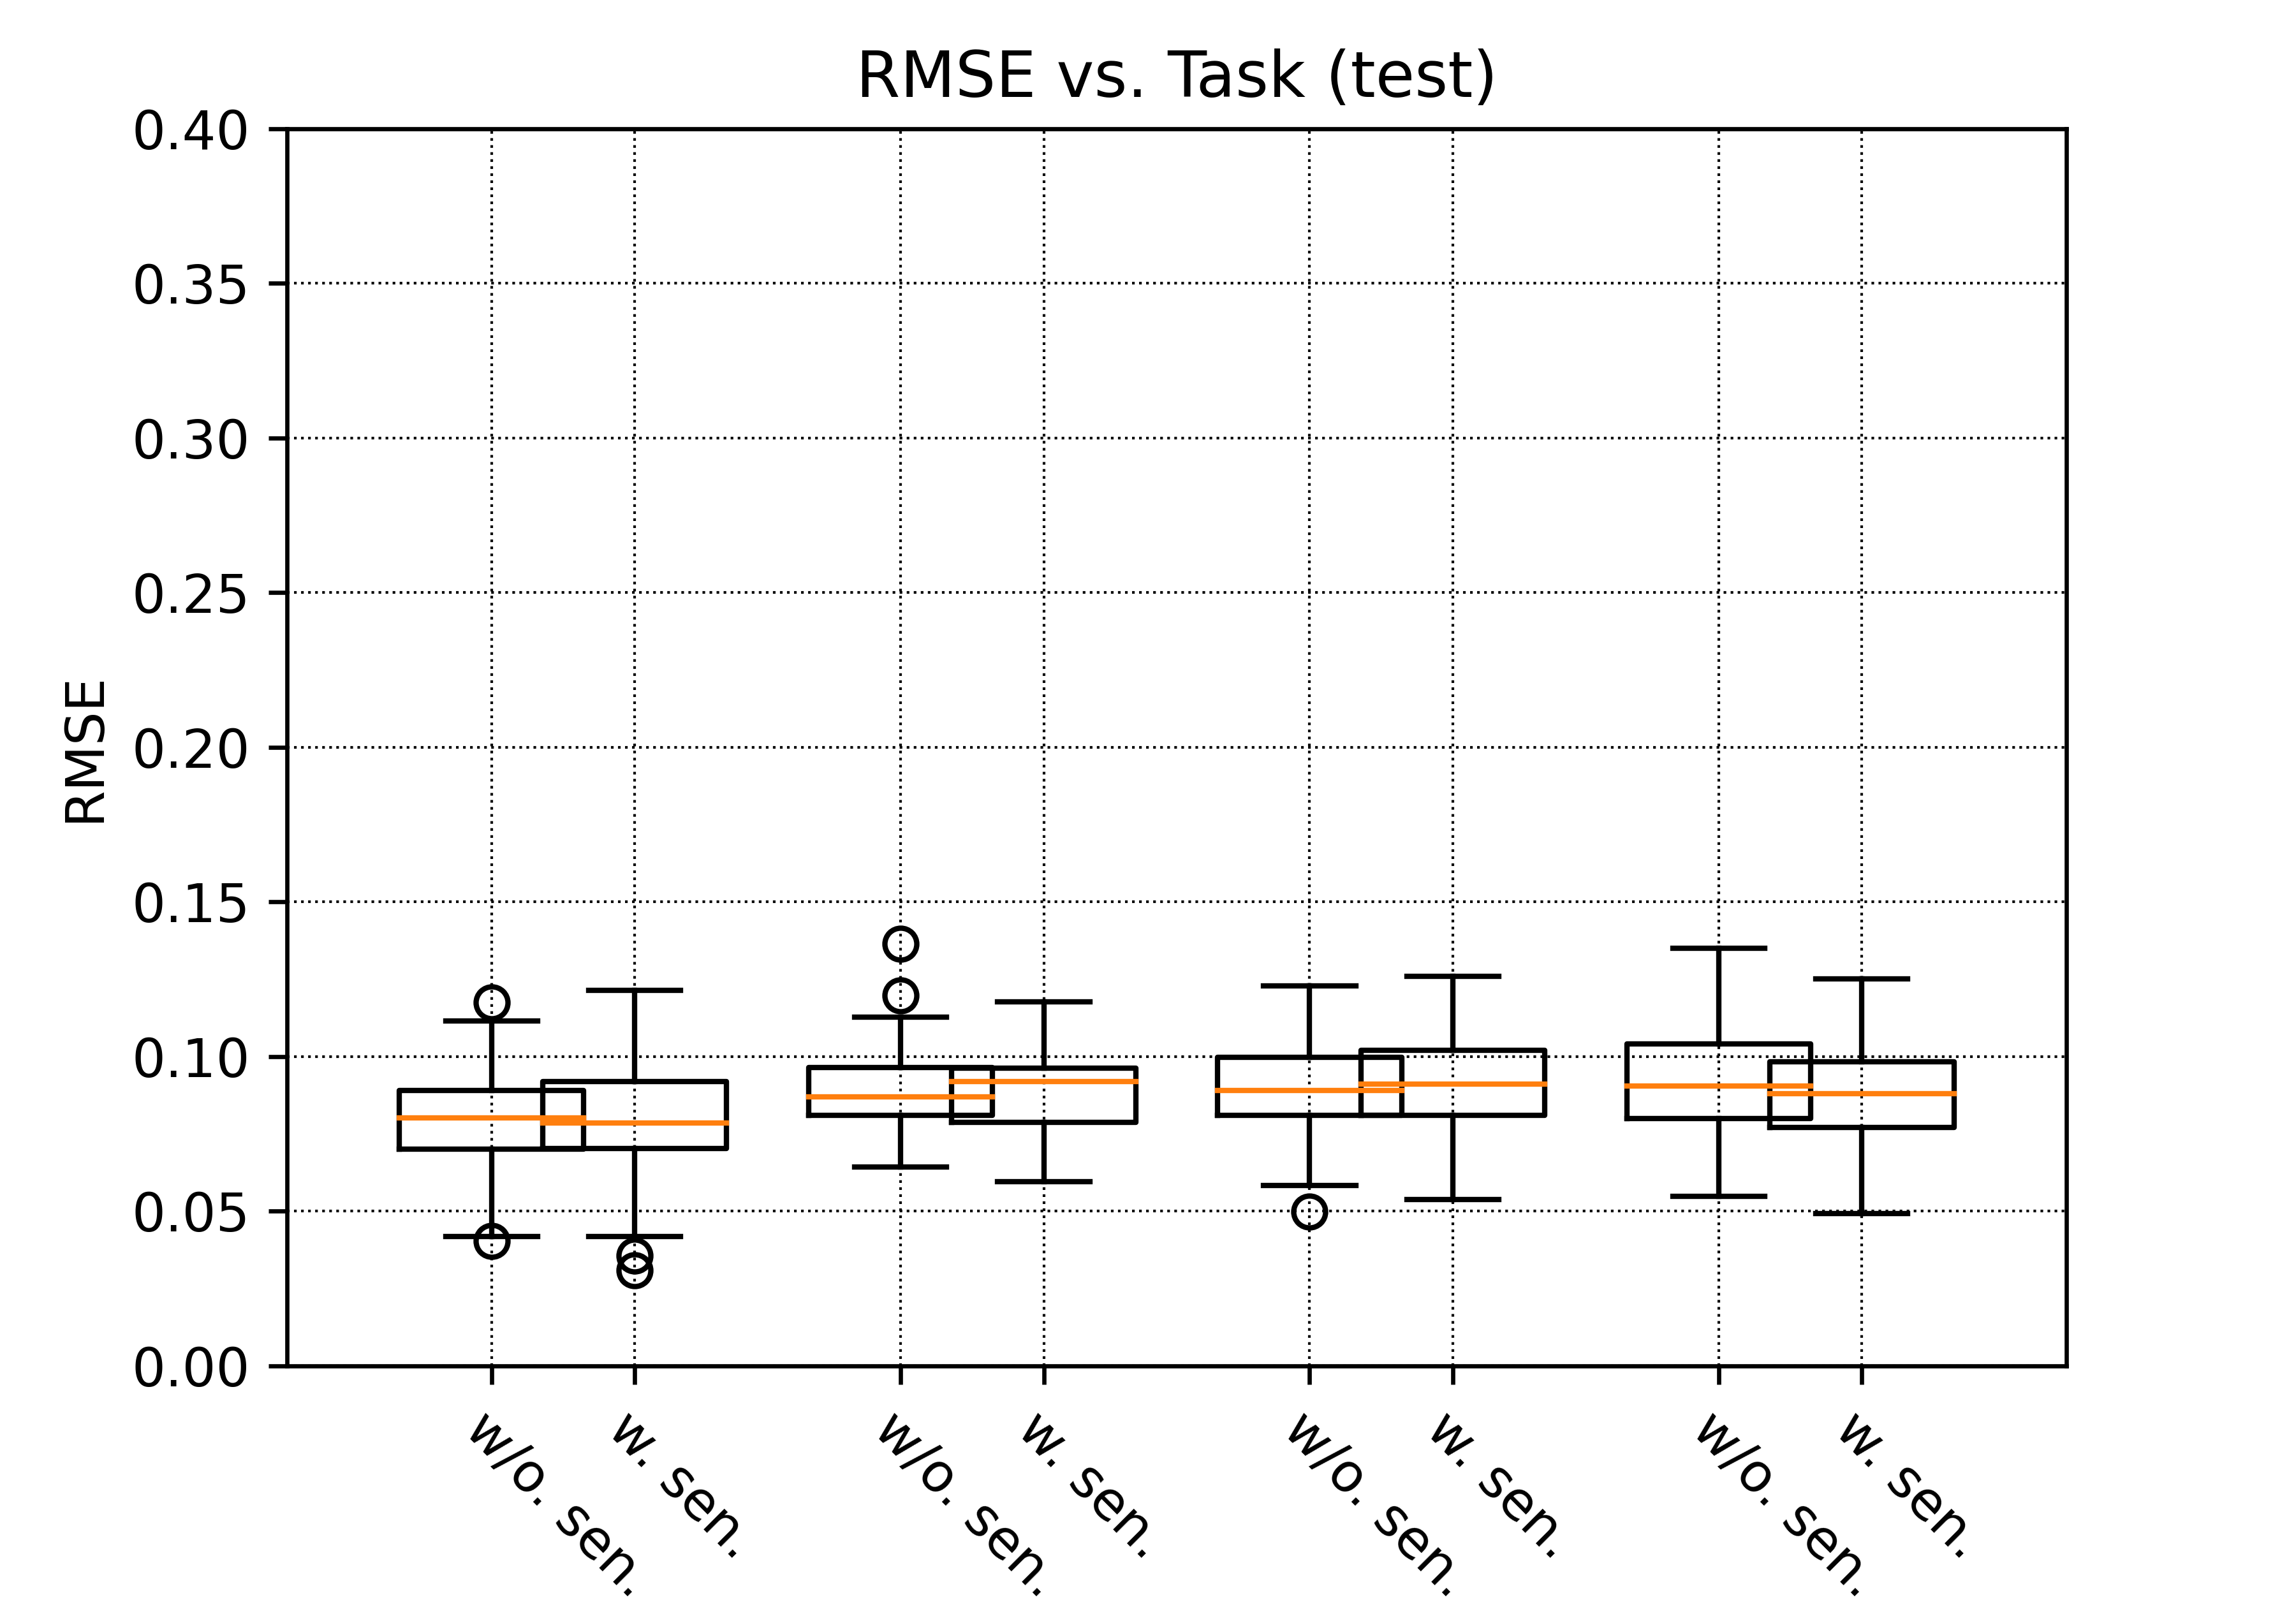 RMSE vs. Task (test)
0.40
0.35
0.30
0.25
0.20
0.15
0.10
0.05
0.00
RMSE
w/o. sen.
w. sen.
w/o. sen.
w. sen.
w/o. sen.
w. sen.
w/o. sen.
w. sen.